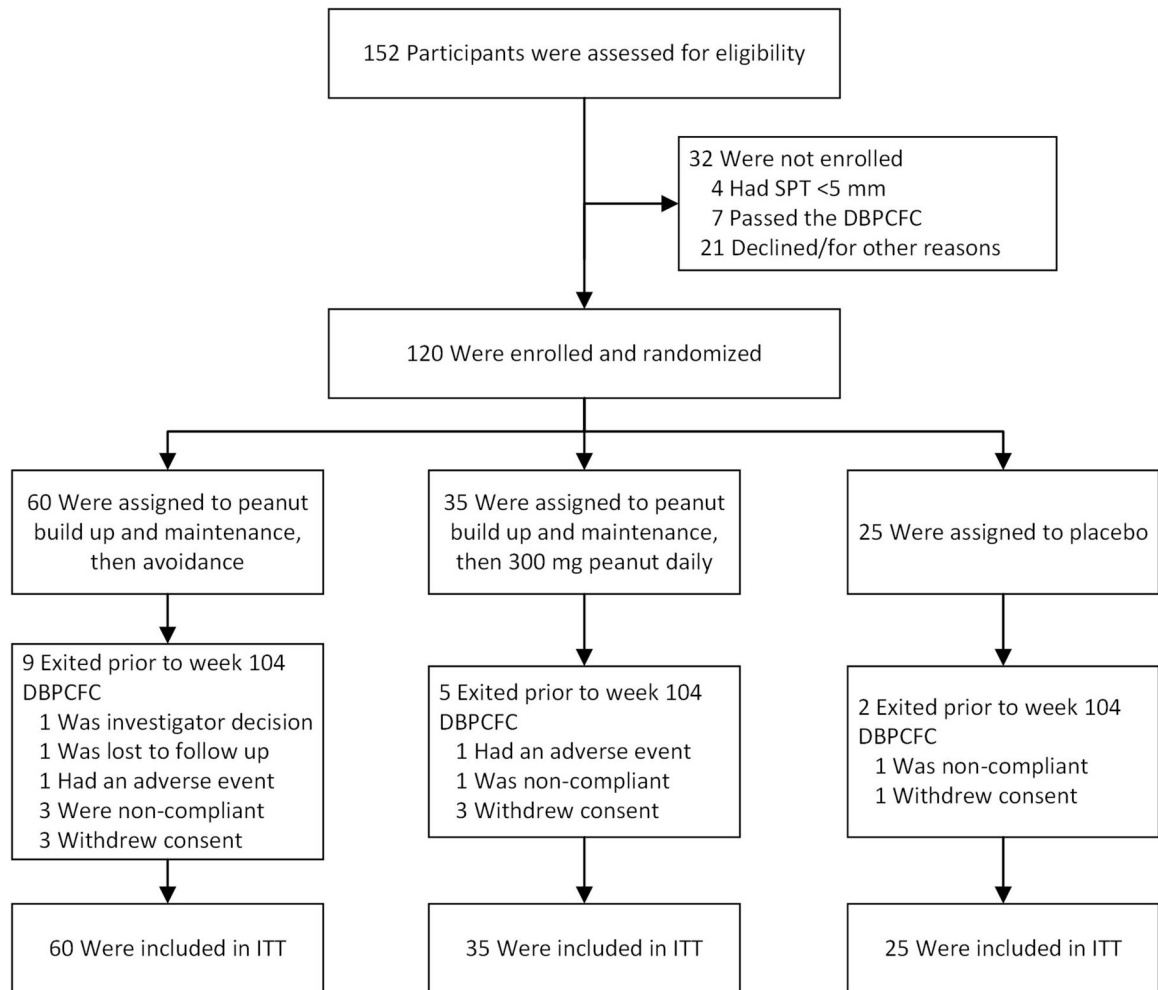 152 Participants were assessed for eligibility
32 Were not enrolled
4 Had SPT <5 mm
7 Passed the DBPCFC
21 Declined/for other reasons
120 Were enrolled and randomized
60 Were assigned to peanut
build up and maintenance,
then avoidance
35 Were assigned to peanut
build up and maintenance,
then 300 mg peanut daily
25 Were assigned to placebo
9 Exited prior to week 104
DBPCFC
1 Was investigator decision
1 Was lost to follow up
1 Had an adverse event
3 Were non-compliant
3 Withdrew consent
5 Exited prior to week 104
DBPCFC
1 Had an adverse event
1 Was non-compliant
3 Withdrew consent
2 Exited prior to week 104
DBPCFC
1 Was non-compliant
1 Withdrew consent
60 Were included in ITT
35 Were included in ITT
25 Were included in ITT